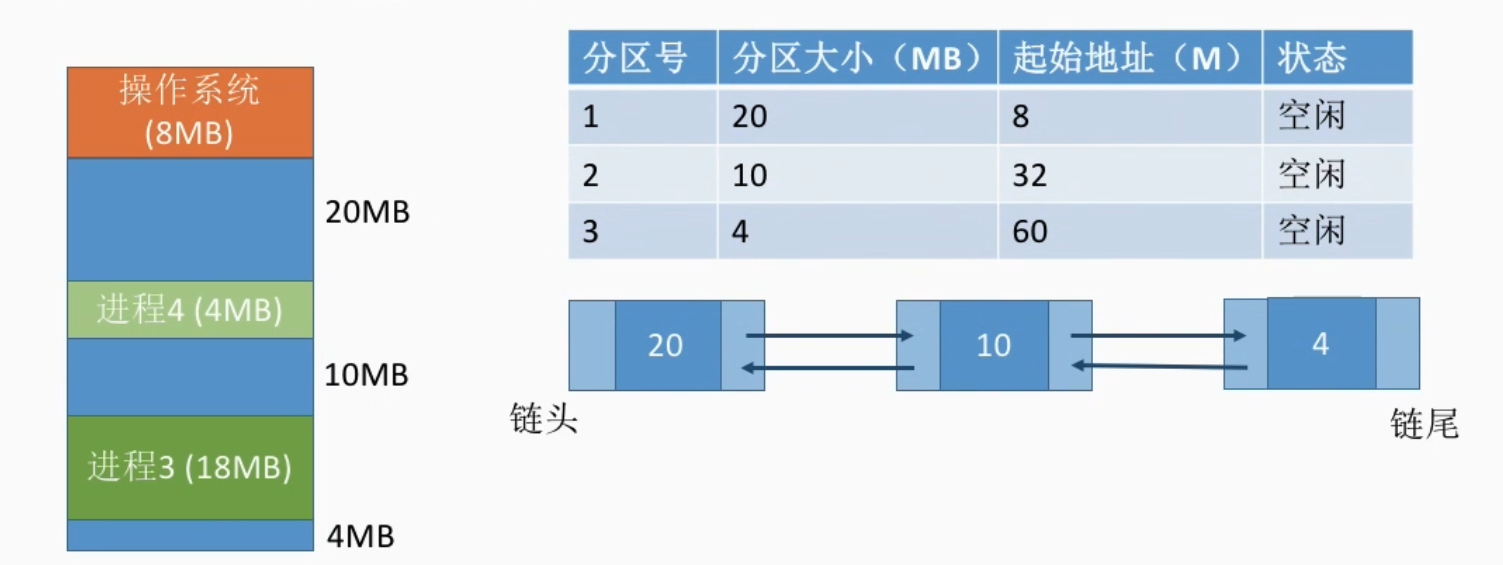 操作系统
(8MB)
20MB
进程4 (4MB)
10MB
进程3 (18MB)
4MB
分区号 分区大小（MB） 起始地址（M） 状态
1 20 8 空闲
2 10 32 空闲
3 4 60 空闲
20 10 4
链头 链尾